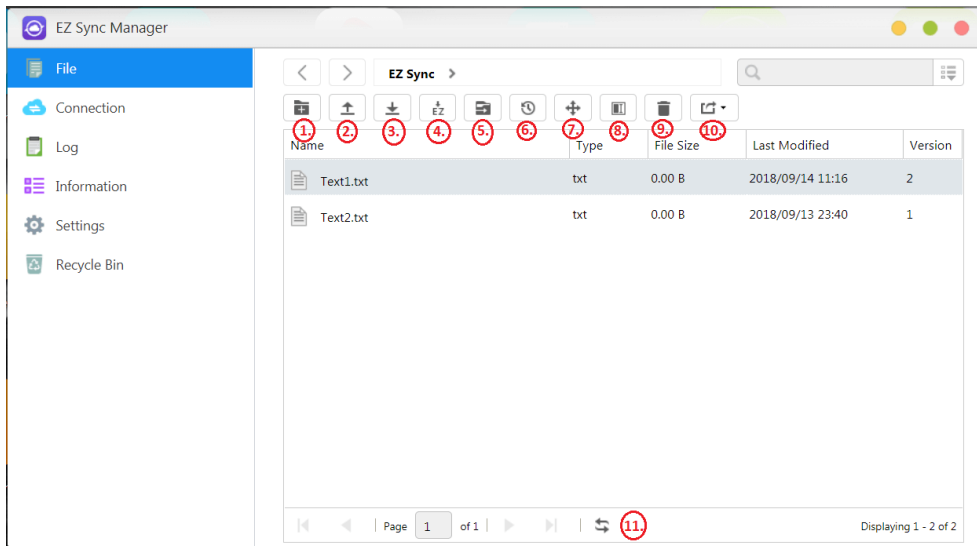 EZ Sync Manager
File
Connection
Log
Information
Settings
Recycle Bin
EZ Sync >
EZ
1. 2. 3. 4. 5. 6. 7. 8. 9. 10.
Name Type File Size Last Modified Version
Text1.txt txt 0.00 B 2018/09/14 11:16 2
Text2.txt txt 0.00 B 2018/09/13 23:40 1
Page 1 of 1 11. Displaying 1 - 2 of 2